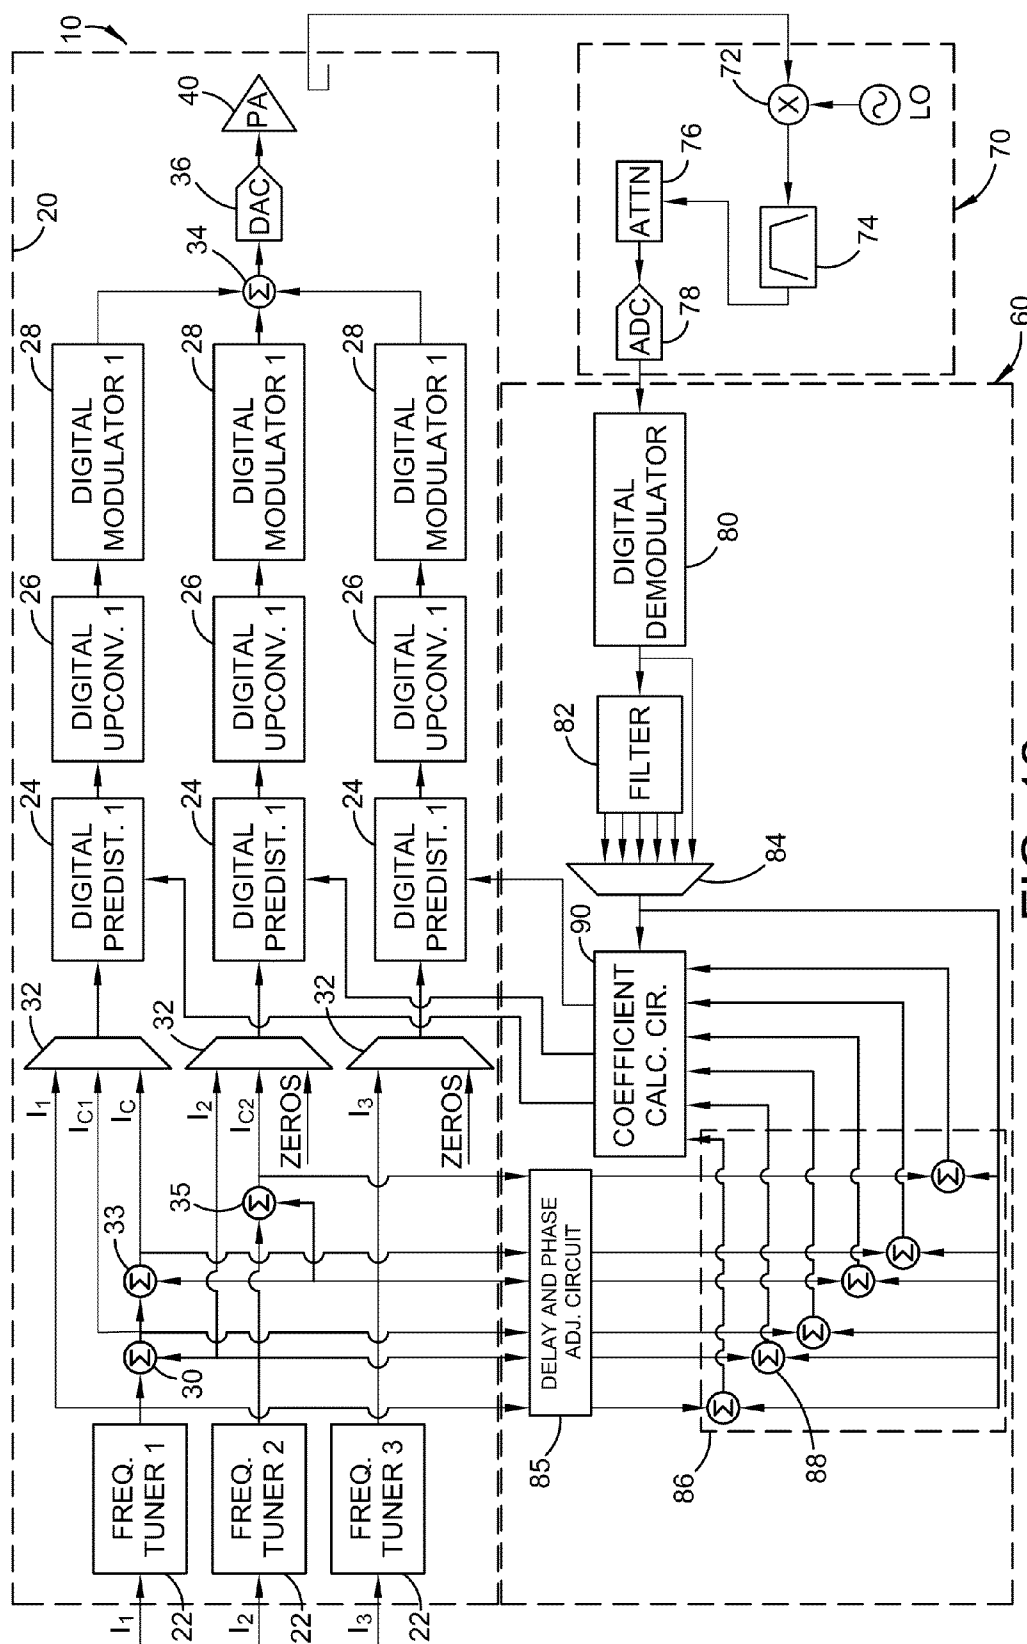 10
20
I1
22
FREQ.
TUNER 1
I2
22
FREQ.
TUNER 2
I3
22
FREQ.
TUNER 3
Σ
30
Σ
33
Σ
35
I1
IC1
IC
32
I2
IC2
ZEROS
32
I3
ZEROS
32
DIGITAL
PREDIST. 1
24
DIGITAL
PREDIST. 1
24
DIGITAL
PREDIST. 1
24
DIGITAL
UPCONV. 1
26
DIGITAL
UPCONV. 1
26
DIGITAL
UPCONV. 1
26
DIGITAL
MODULATOR 1
28
DIGITAL
MODULATOR 1
28
DIGITAL
MODULATOR 1
28
Σ
34
DAC
36
PA
40
DELAY AND PHASE
ADJ. CIRCUIT
85
86
Σ
Σ
88
Σ
Σ
Σ
Σ
COEFFICIENT
CALC. CIR.
90
84
FILTER
82
DIGITAL
DEMODULATOR
80
60
ADC
78
ATTN
76
74
X
72
LO
70